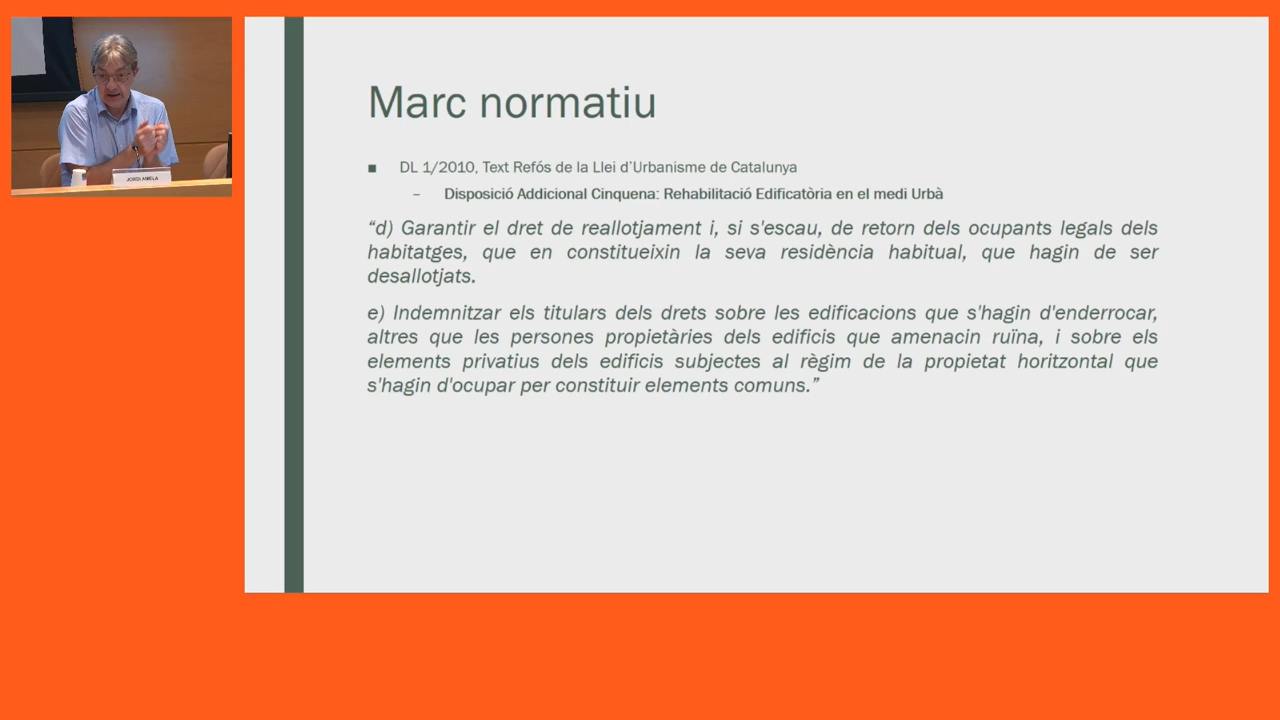 JORDI AMELA
Marc normatiu
■ DL 1/2010, Text Refós de la Llei d'Urbanisme de Catalunya
– Disposició Addicional Cinquena: Rehabilitació Edificatòria en el medi Urbà
“d) Garantir el dret de reallotjament i, si s'escau, de retorn dels ocupants legals dels
habitatges, que en constitueixin la seva residència habitual, que hagin de ser
desallotjats.
e) Indemnitzar els titulars dels drets sobre les edificacions que s'hagin d'enderrocar,
altres que les persones propietàries dels edificis que amenacin ruïna, i sobre els
elements privatius dels edificis subjectes al règim de la propietat horitzontal que
s'hagin d'ocupar per constituir elements comuns.”